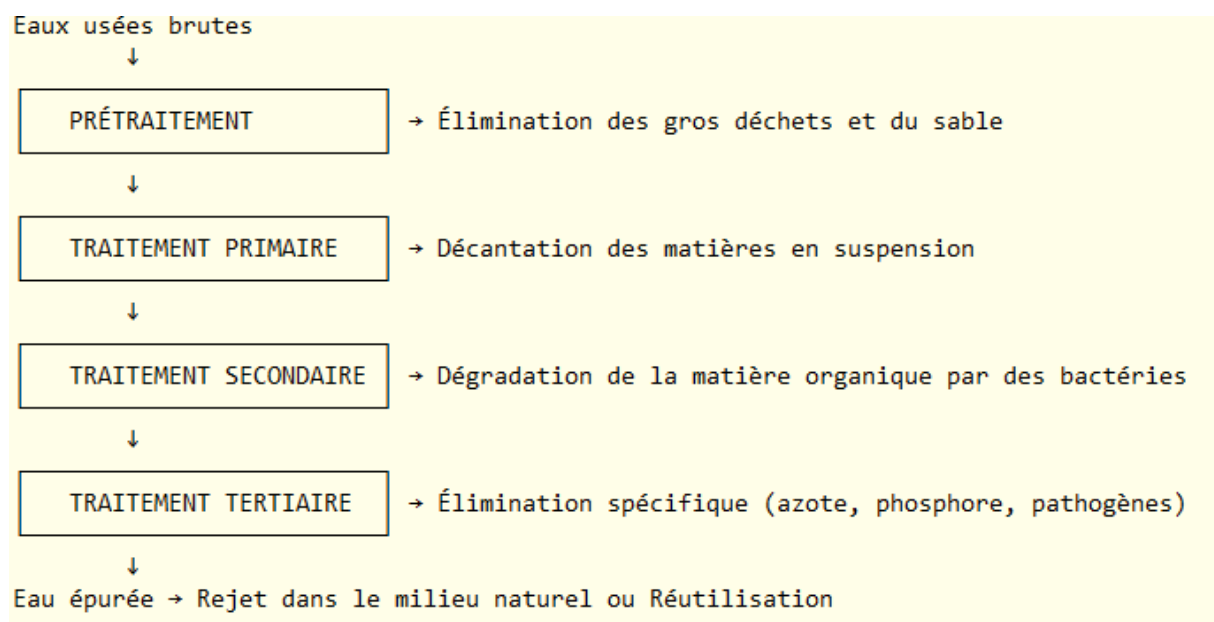 Eaux usées brutes
↓
PRÉTRAITEMENT → Élimination des gros déchets et du sable
↓
TRAITEMENT PRIMAIRE → Décantation des matières en suspension
↓
TRAITEMENT SECONDAIRE → Dégradation de la matière organique par des bactéries
↓
TRAITEMENT TERTIAIRE → Élimination spécifique (azote, phosphore, pathogènes)
↓
Eau épurée → Rejet dans le milieu naturel ou Réutilisation